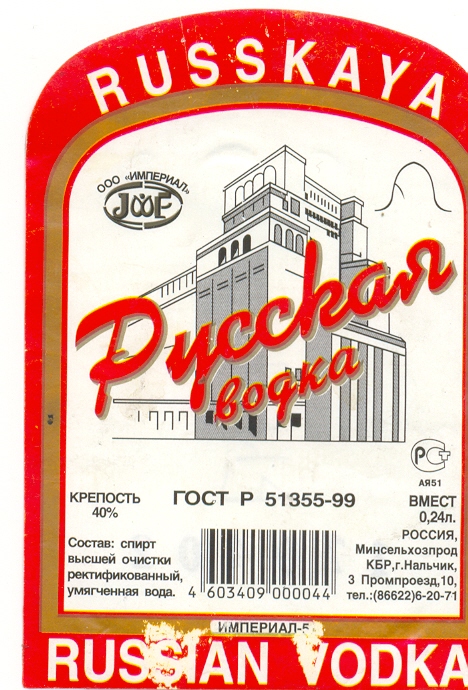 RUSSKAYA
ООО «ИМПЕРИАЛ»
JWE
Русская
водка
РСТ
АЯ51
КРЕПОСТЬ
40%
ГОСТ Р 51355-99
ВМЕСТ
0,24л.
Состав: спирт
высшей очистки
ректификованный,
умягченная вода.
4 603409 000044
РОССИЯ,
Минсельхозпрод
КБР,г.Нальчик,
3 Промпроезд,10,
тел.:(86622)6-20-71
ИМПЕРИАЛ-5
RUSSIAN VODKA